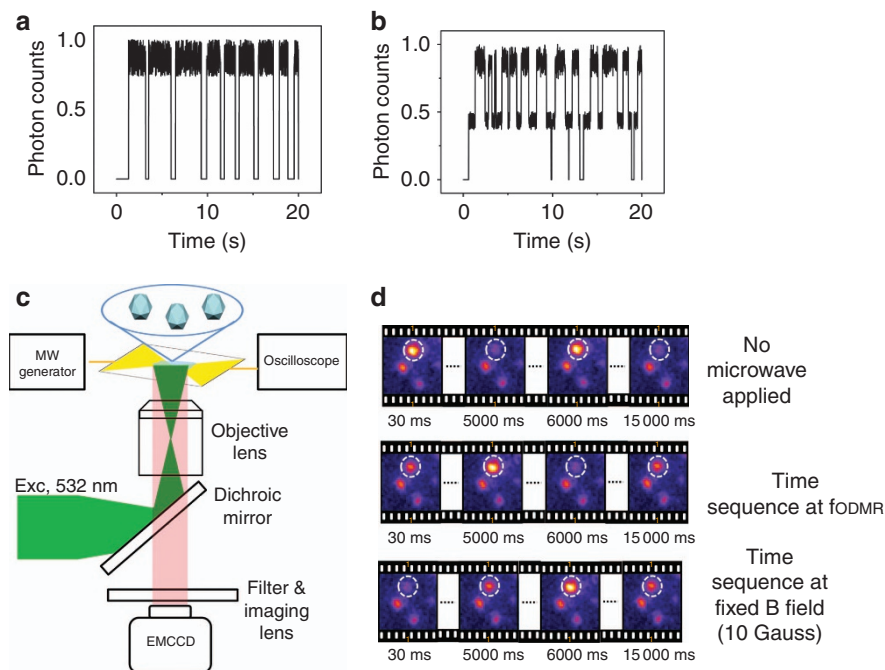 a
1.0
0.5
0.0
Photon counts
0
10
20
Time (s)
b
1.0
0.5
0.0
Photon counts
0
10
20
Time (s)
c
MW
generator
Oscilloscope
Objective
lens
Exc, 532 nm
Dichroic
mirror
Filter &
imaging
lens
EMCCD
d
30 ms
5000 ms
6000 ms
15 000 ms
No
microwave
applied
30 ms
5000 ms
6000 ms
15 000 ms
Time
sequence at fODMR
30 ms
5000 ms
6000 ms
15 000 ms
Time
sequence at
fixed B field
(10 Gauss)